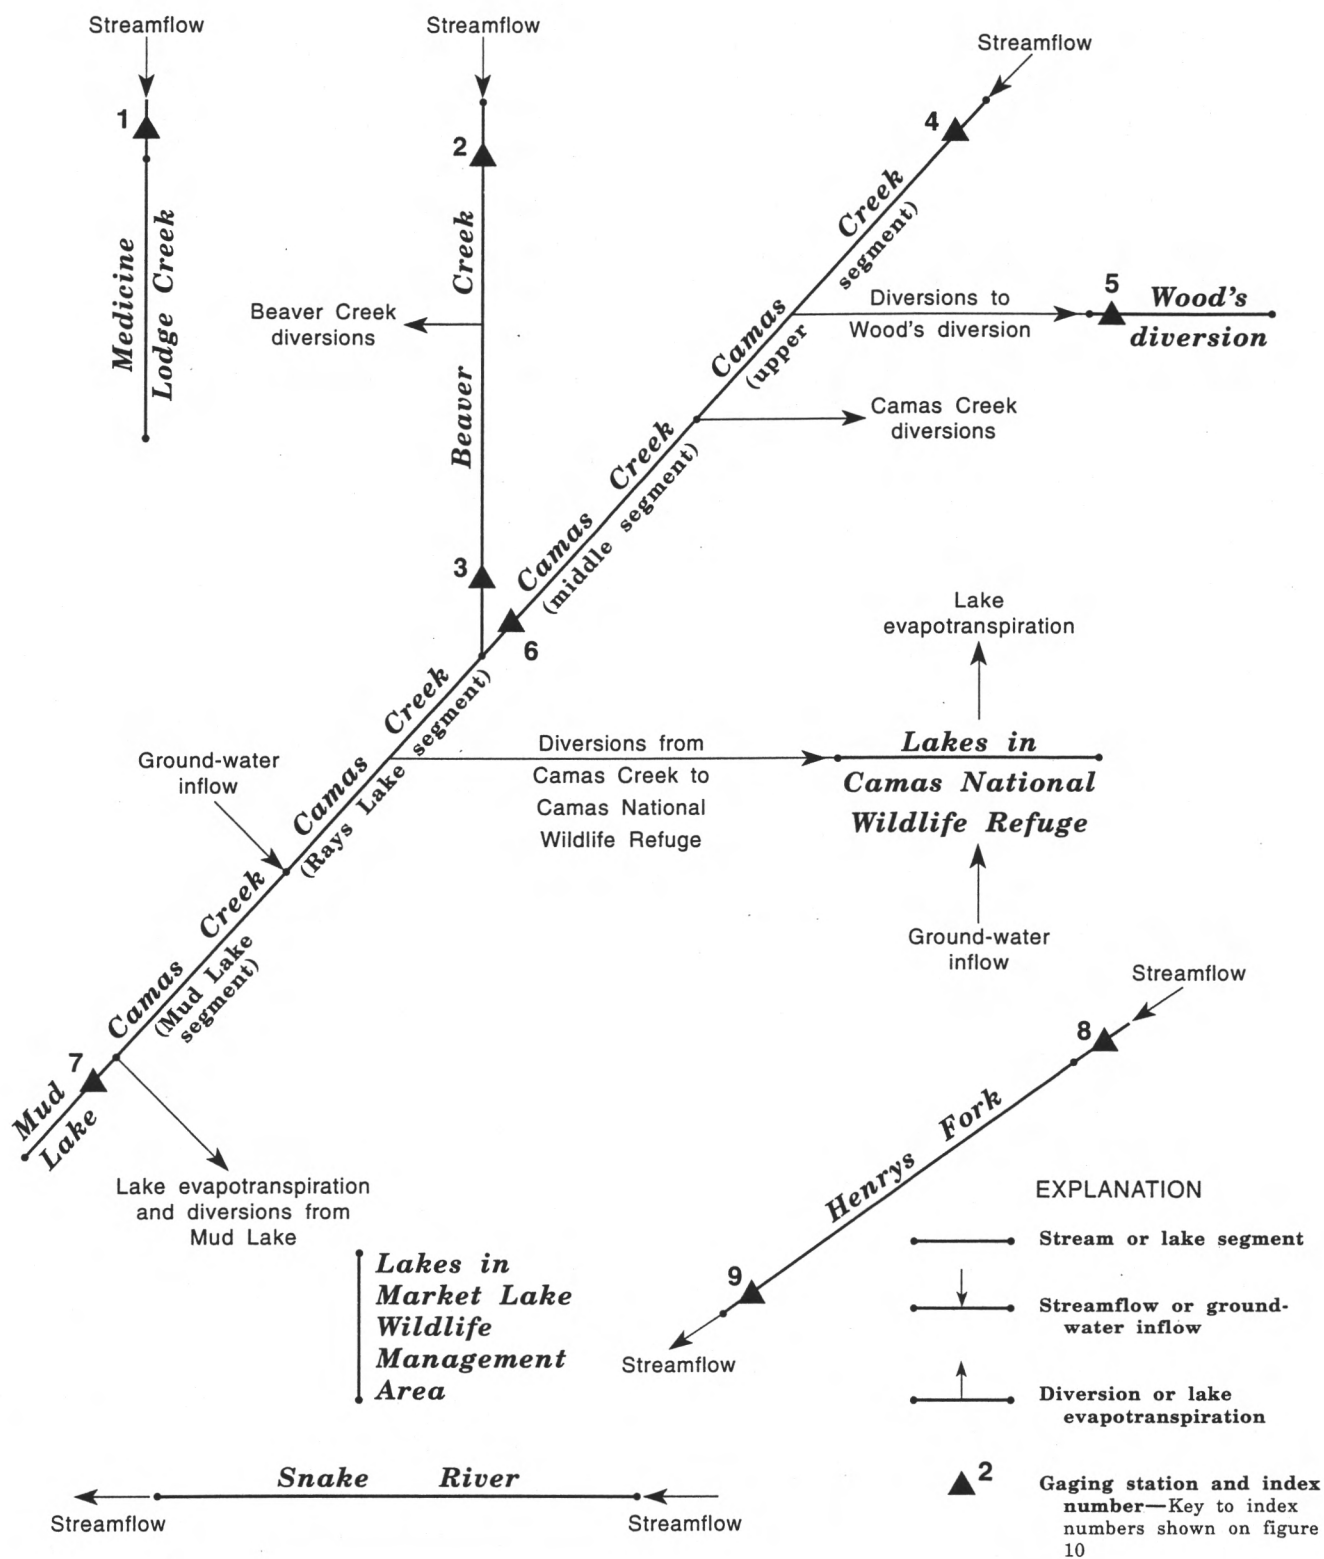 Streamflow
Streamflow
Streamflow
1
2
4
Medicine
Lodge Creek
Beaver Creek
Beaver Creek
diversions
Camas Creek
(upper segment)
Diversions to
Wood's diversion
5
Wood's
diversion
Camas Creek
diversions
Camas Creek
(middle segment)
3
6
Lake
evapotranspiration
Camas Creek
(Rays Lake segment)
Diversions from
Camas Creek to
Camas National
Wildlife Refuge
Lakes in
Camas National
Wildlife Refuge
Ground-water
inflow
Ground-water
inflow
Camas Creek
(Mud Lake
segment)
7
Mud
Lake
Lake evapotranspiration
and diversions from
Mud Lake
Streamflow
8
Henrys Fork
9
Streamflow
Lakes in
Market Lake
Wildlife
Management
Area
Snake River
Streamflow
Streamflow
EXPLANATION
Stream or lake segment
Streamflow or ground-
water inflow
Diversion or lake
evapotranspiration
2
Gaging station and index
number—Key to index
numbers shown on figure
10